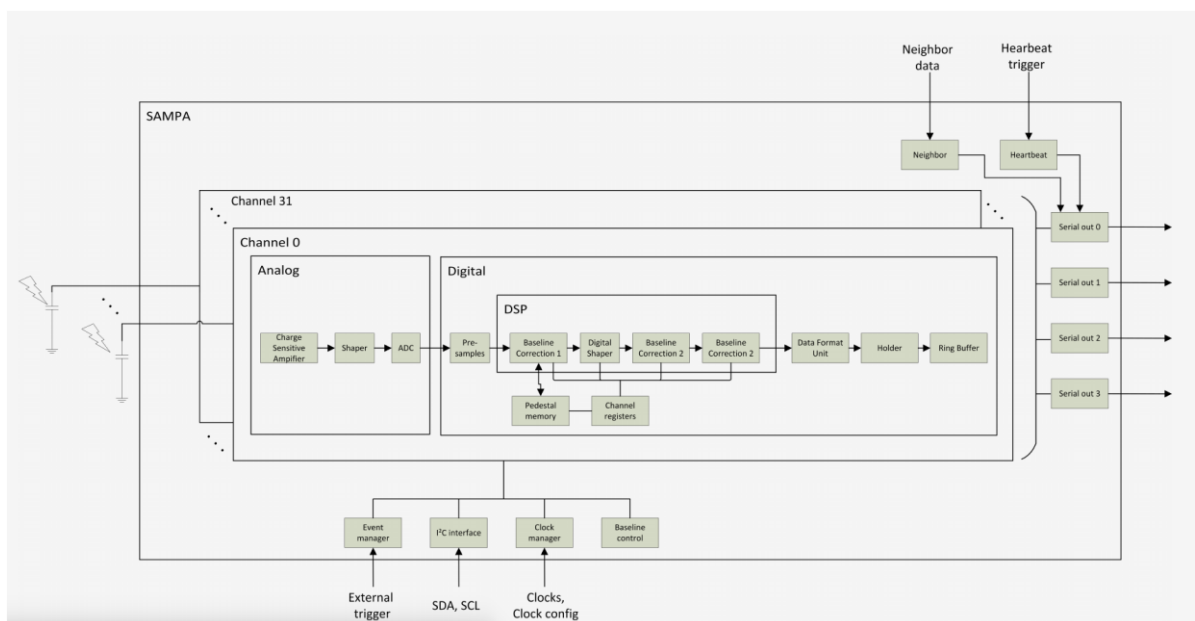 Neighbor
data
Hearbeat
trigger
SAMPA
Neighbor
Heartbeat
Channel 31
Serial out 0
Channel 0
Analog
Digital
Serial out 1
DSP
Charge
Sensitive
Ampifier
Shaper
ADC
Pre-
samples
Baseline
Correction 1
Digital
Shaper
Baseline
Correction 2
Baseline
Correction 2
Data Format
Unit
Holder
Ring Buffer
Serial out 2
Pedestal
memory
Channel
registers
Serial out 3
Event
manager
I²C interface
Clock
manager
Baseline
control
External
trigger
SDA, SCL
Clocks,
Clock config